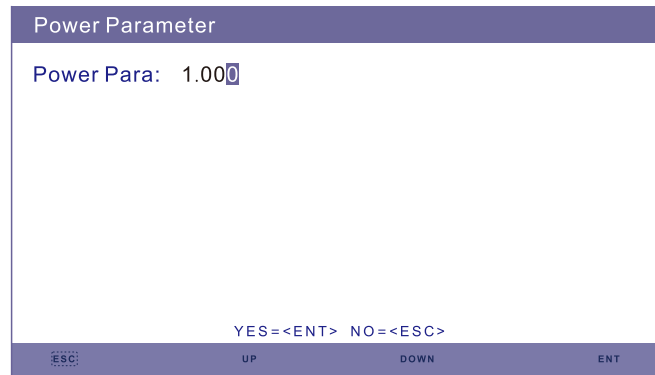 Power Parameter
Power Para: 1.000
YES=<ENT> NO=<ESC>
ESC UP DOWN ENT